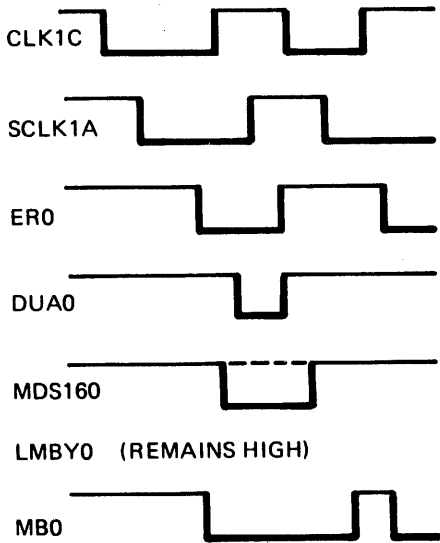 CLK1C
SCLK1A
ER0
DUA0
MDS160
LMBY0 (REMAINS HIGH)
MB0